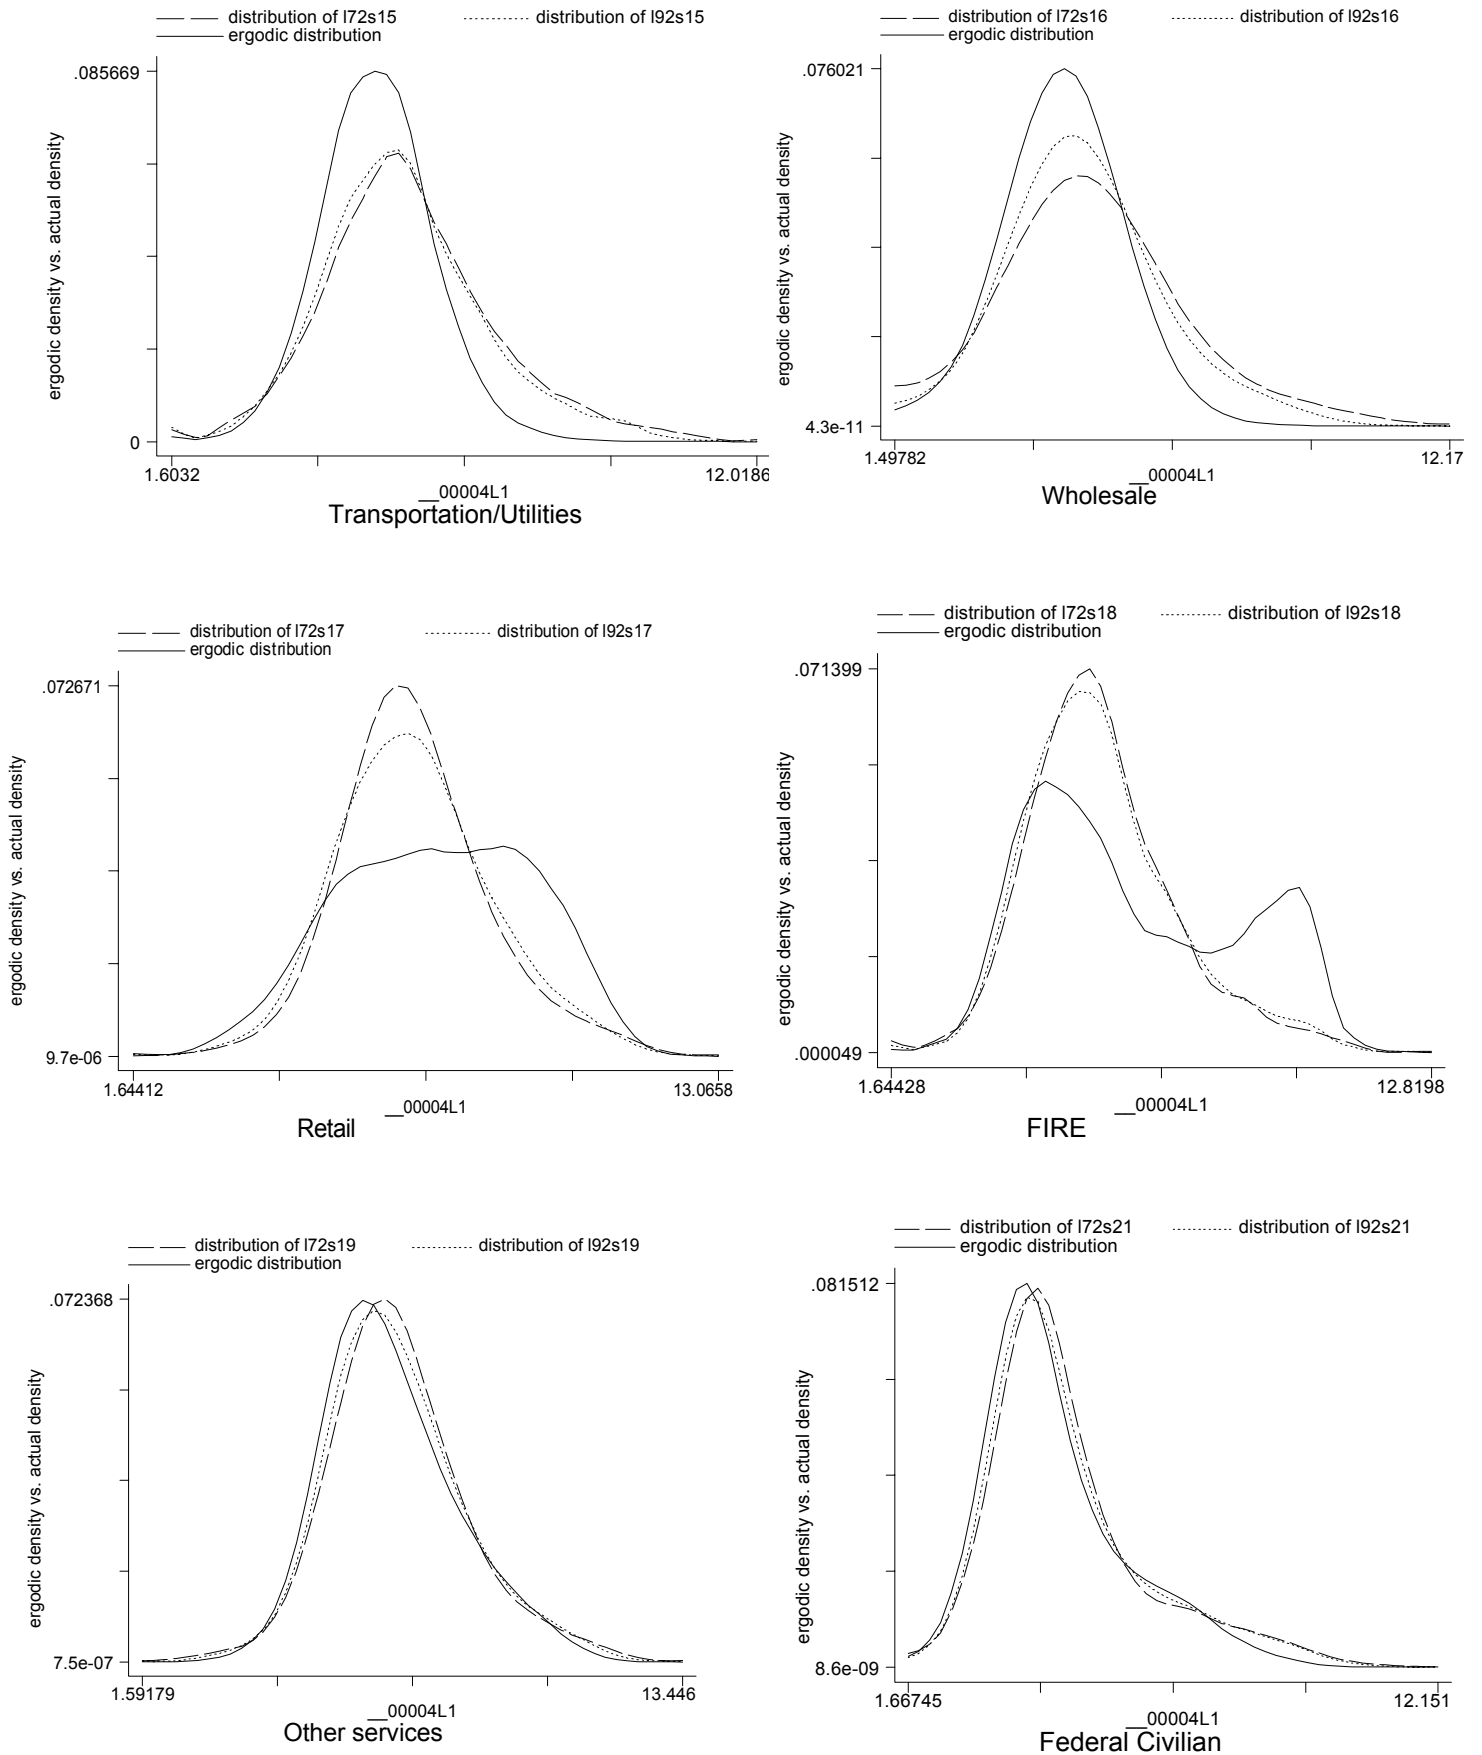 distribution of l72s15 distribution of l92s15
ergodic distribution
.085669
ergodic density vs. actual density
0
1.6032 12.0186
__00004L1
Transportation/Utilities
distribution of l72s16 distribution of l92s16
ergodic distribution
.076021
ergodic density vs. actual density
4.3e-11
1.49782 12.17
__00004L1
Wholesale
distribution of l72s17 distribution of l92s17
ergodic distribution
.072671
ergodic density vs. actual density
9.7e-06
1.64412 13.0658
__00004L1
Retail
distribution of l72s18 distribution of l92s18
ergodic distribution
.071399
ergodic density vs. actual density
.000049
1.64428 12.8198
__00004L1
FIRE
distribution of l72s19 distribution of l92s19
ergodic distribution
.072368
ergodic density vs. actual density
7.5e-07
1.59179 13.446
__00004L1
Other services
distribution of l72s21 distribution of l92s21
ergodic distribution
.081512
ergodic density vs. actual density
8.6e-09
1.66745 12.151
__00004L1
Federal Civilian